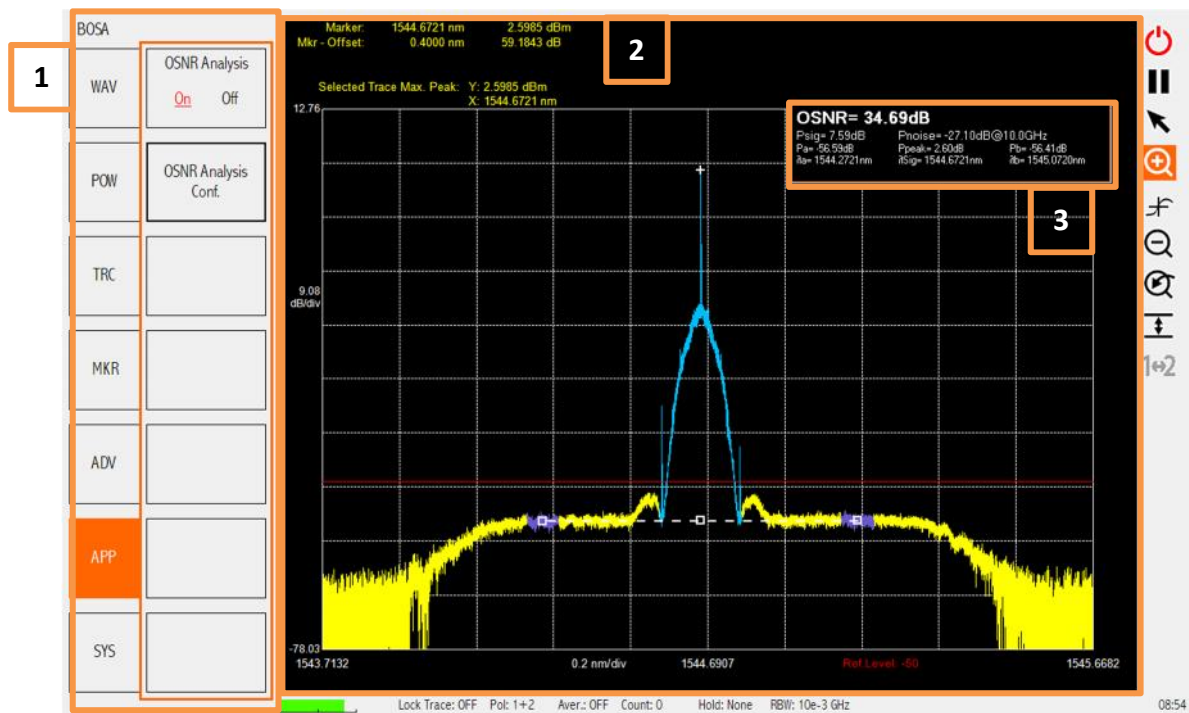 BOSA
1
WAV
OSNR Analysis
On Off
POW
OSNR Analysis
Conf.
TRC
MKR
ADV
APP
SYS
2
Marker: 1544.6721 nm 2.5985 dBm
Mkr - Offset: 0.4000 nm 59.1843 dB
Selected Trace Max. Peak: Y: 2.5985 dBm
X: 1544.6721 nm
12.76
OSNR= 34.69dB
Psig= 7.59dB Pnoise= -27.10dB@10.0GHz
Pa= -56.59dB Ppeak= 2.60dB Pb= -56.41dB
λa= 1544.2721nm λSig= 1544.6721nm λb= 1545.0720nm
3
9.08
dB/div
-78.03
1543.7132 0.2 nm/div 1544.6907 Ref Level: -50 1545.6682
1⇔2
Lock Trace: OFF Pol: 1+2 Aver.: OFF Count: 0 Hold: None RBW: 10e-3 GHz 08:54